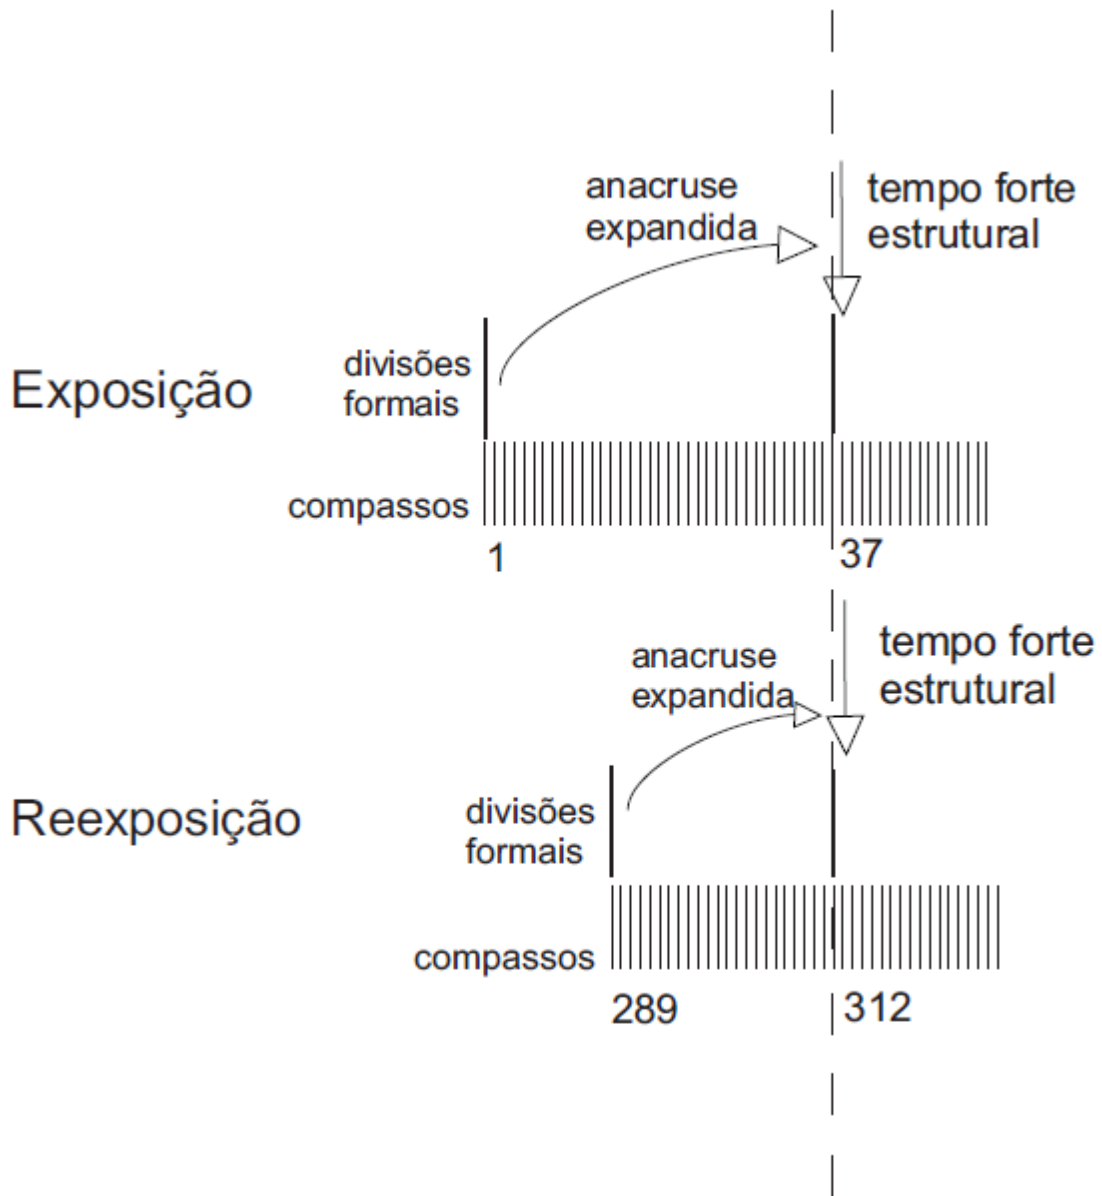 anacruse
expandida
tempo forte
estrutural
Exposição
divisões
formais
compassos
1
37
anacruse
expandida
tempo forte
estrutural
Reexposição
divisões
formais
compassos
289
312